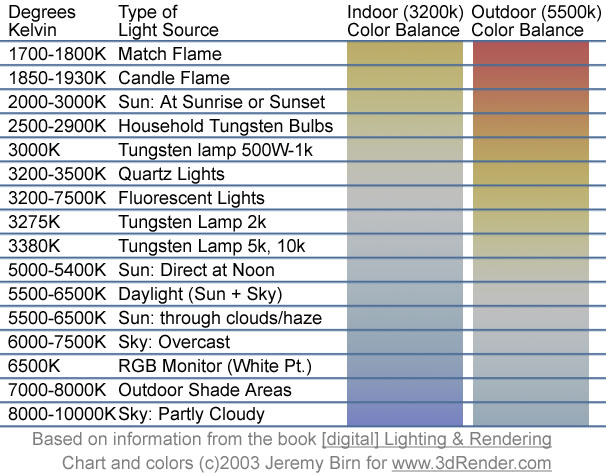 Degrees Kelvin Type of Light Source Indoor (3200k) Color Balance Outdoor (5500k) Color Balance
1700-1800K Match Flame
1850-1930K Candle Flame
2000-3000K Sun: At Sunrise or Sunset
2500-2900K Household Tungsten Bulbs
3000K Tungsten lamp 500W-1k
3200-3500K Quartz Lights
3200-7500K Fluorescent Lights
3275K Tungsten Lamp 2k
3380K Tungsten Lamp 5k, 10k
5000-5400K Sun: Direct at Noon
5500-6500K Daylight (Sun + Sky)
5500-6500K Sun: through clouds/haze
6000-7500K Sky: Overcast
6500K RGB Monitor (White Pt.)
7000-8000K Outdoor Shade Areas
8000-10000K Sky: Partly Cloudy
Based on information from the book [digital] Lighting & Rendering
Chart and colors (c)2003 Jeremy Birn for www.3dRender.com